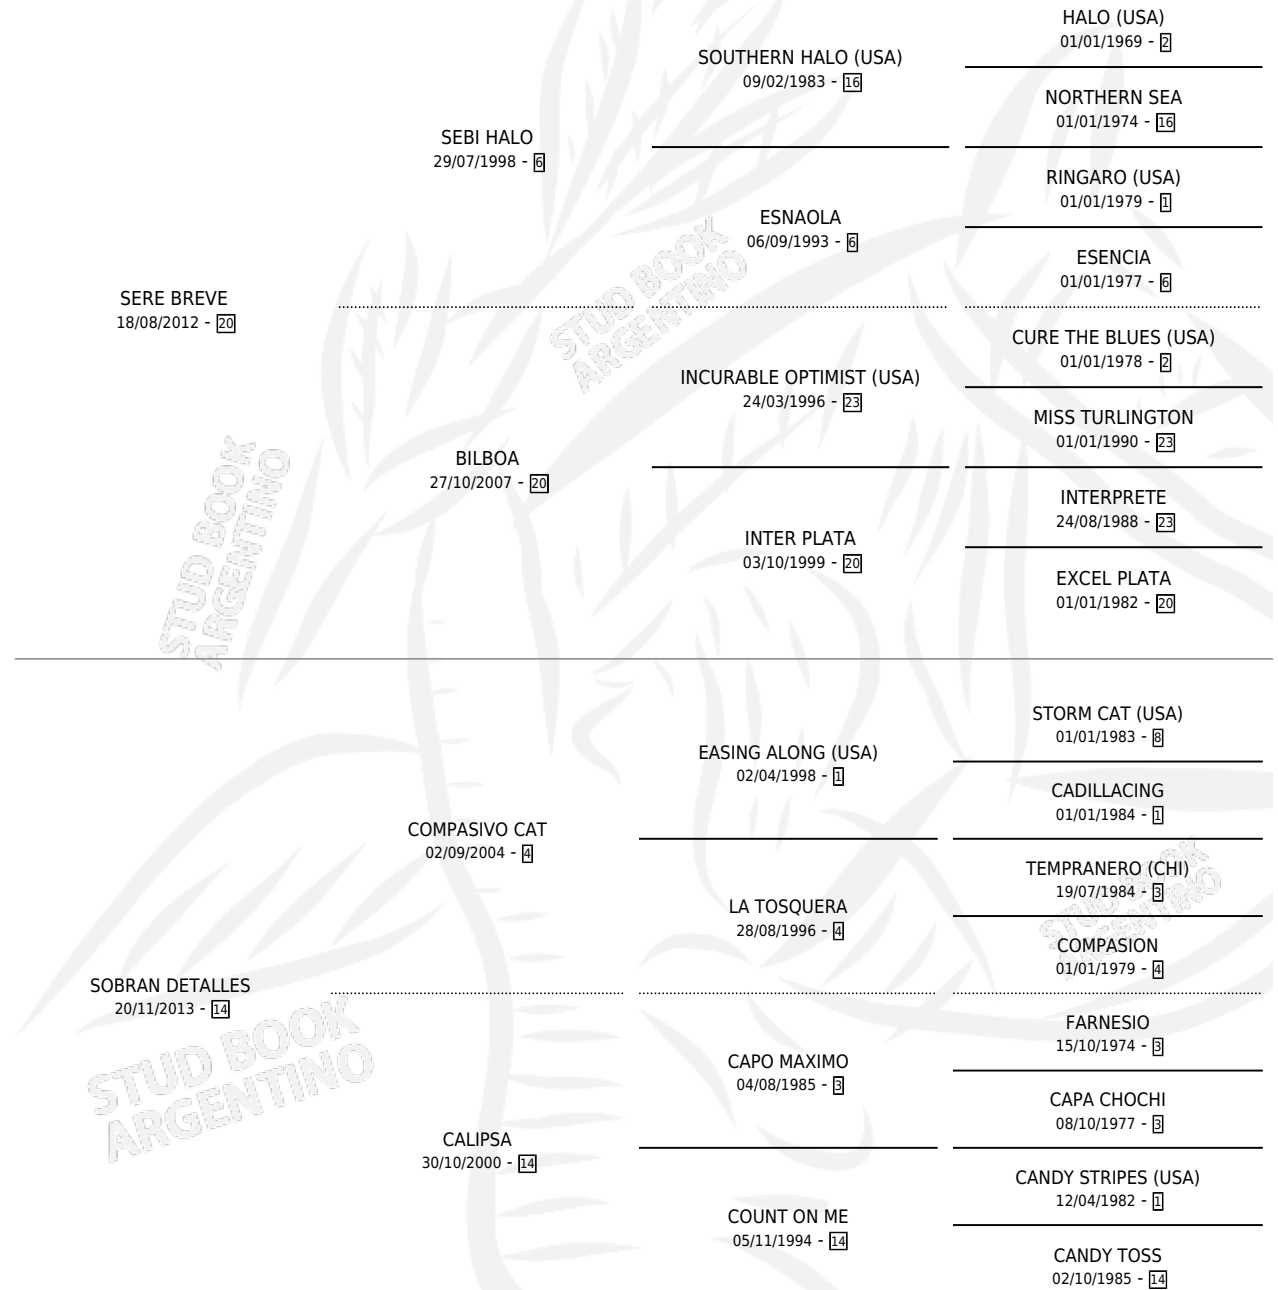 HALO (USA)
01/01/1969 - 2
SOUTHERN HALO (USA)
09/02/1983 - 16
NORTHERN SEA
01/01/1974 - 16
SEBI HALO
29/07/1998 - 6
RINGARO (USA)
01/01/1979 - 1
ESNAOLA
06/09/1993 - 6
ESENCIA
01/01/1977 - 6
SERE BREVE
18/08/2012 - 20
CURE THE BLUES (USA)
01/01/1978 - 2
INCURABLE OPTIMIST (USA)
24/03/1996 - 23
MISS TURLINGTON
01/01/1990 - 23
BILBOA
27/10/2007 - 20
INTERPRETE
24/08/1988 - 23
INTER PLATA
03/10/1999 - 20
EXCEL PLATA
01/01/1982 - 20
STORM CAT (USA)
01/01/1983 - 8
EASING ALONG (USA)
02/04/1998 - 1
CADILLACING
01/01/1984 - 1
COMPASIVO CAT
02/09/2004 - 4
TEMPRANERO (CHI)
19/07/1984 - 3
LA TOSQUERA
28/08/1996 - 4
COMPASION
01/01/1979 - 4
SOBRAN DETALLES
20/11/2013 - 14
FARNESIO
15/10/1974 - 3
CAPO MAXIMO
04/08/1985 - 3
CAPA CHOCHI
08/10/1977 - 3
CALIPSA
30/10/2000 - 14
CANDY STRIPES (USA)
12/04/1982 - 1
COUNT ON ME
05/11/1994 - 14
CANDY TOSS
02/10/1985 - 14
STUD BOOK
ARGENTINO
STUD BOOK
ARGENTINO
STUD BOOK
ARGENTINO
STUD BOOK
ARGENTINO